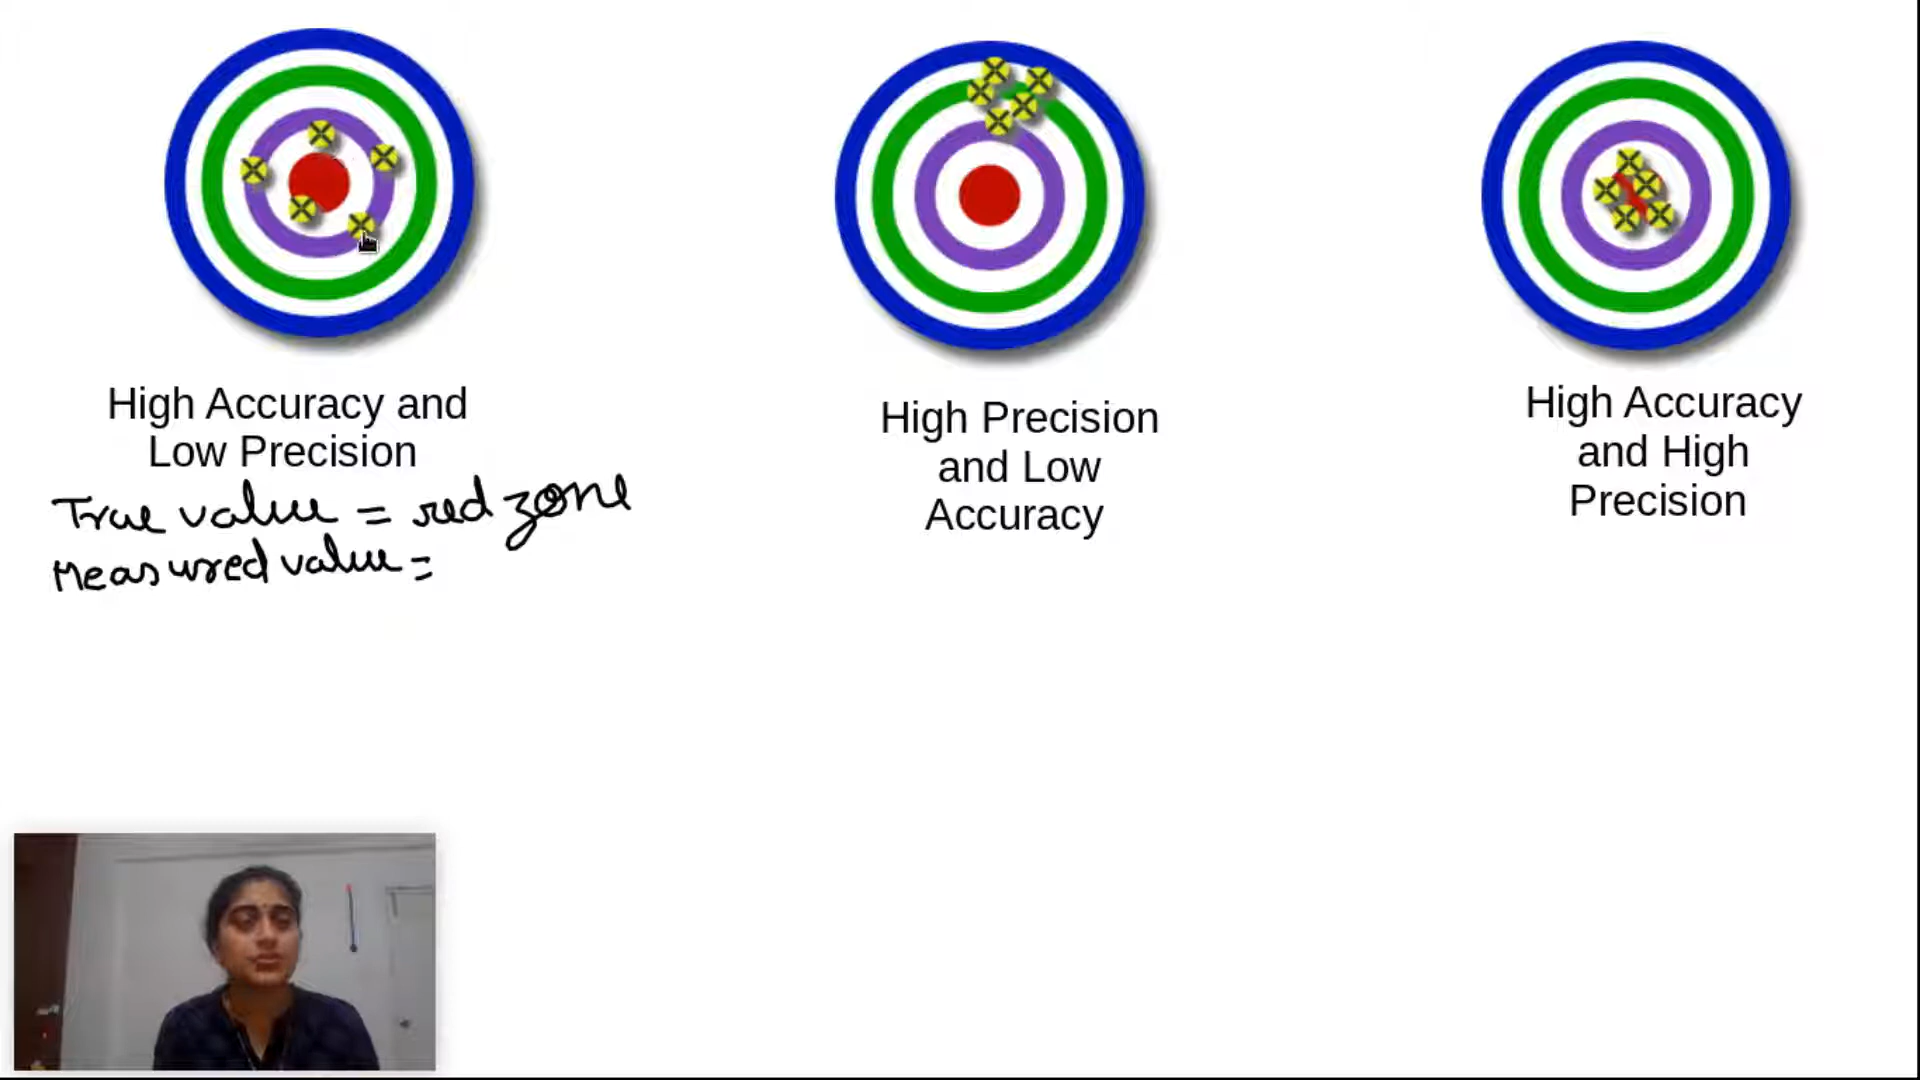 High Accuracy and
Low Precision
True value = red zone
Measured value =
High Precision
and Low
Accuracy
High Accuracy
and High
Precision